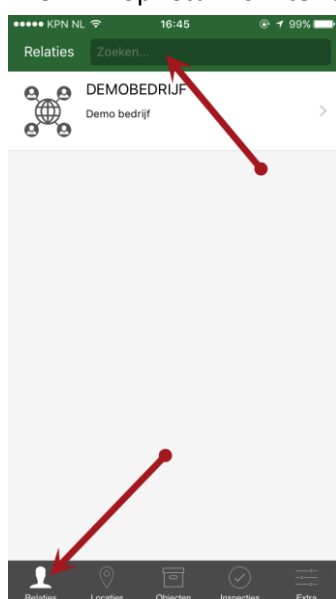 ●●●●● KPN NL 16:45 99%
Relaties Zoeken...
DEMOBEDRIJF
Demo bedrijf
Relaties Locaties Objecten Inspecties Extra